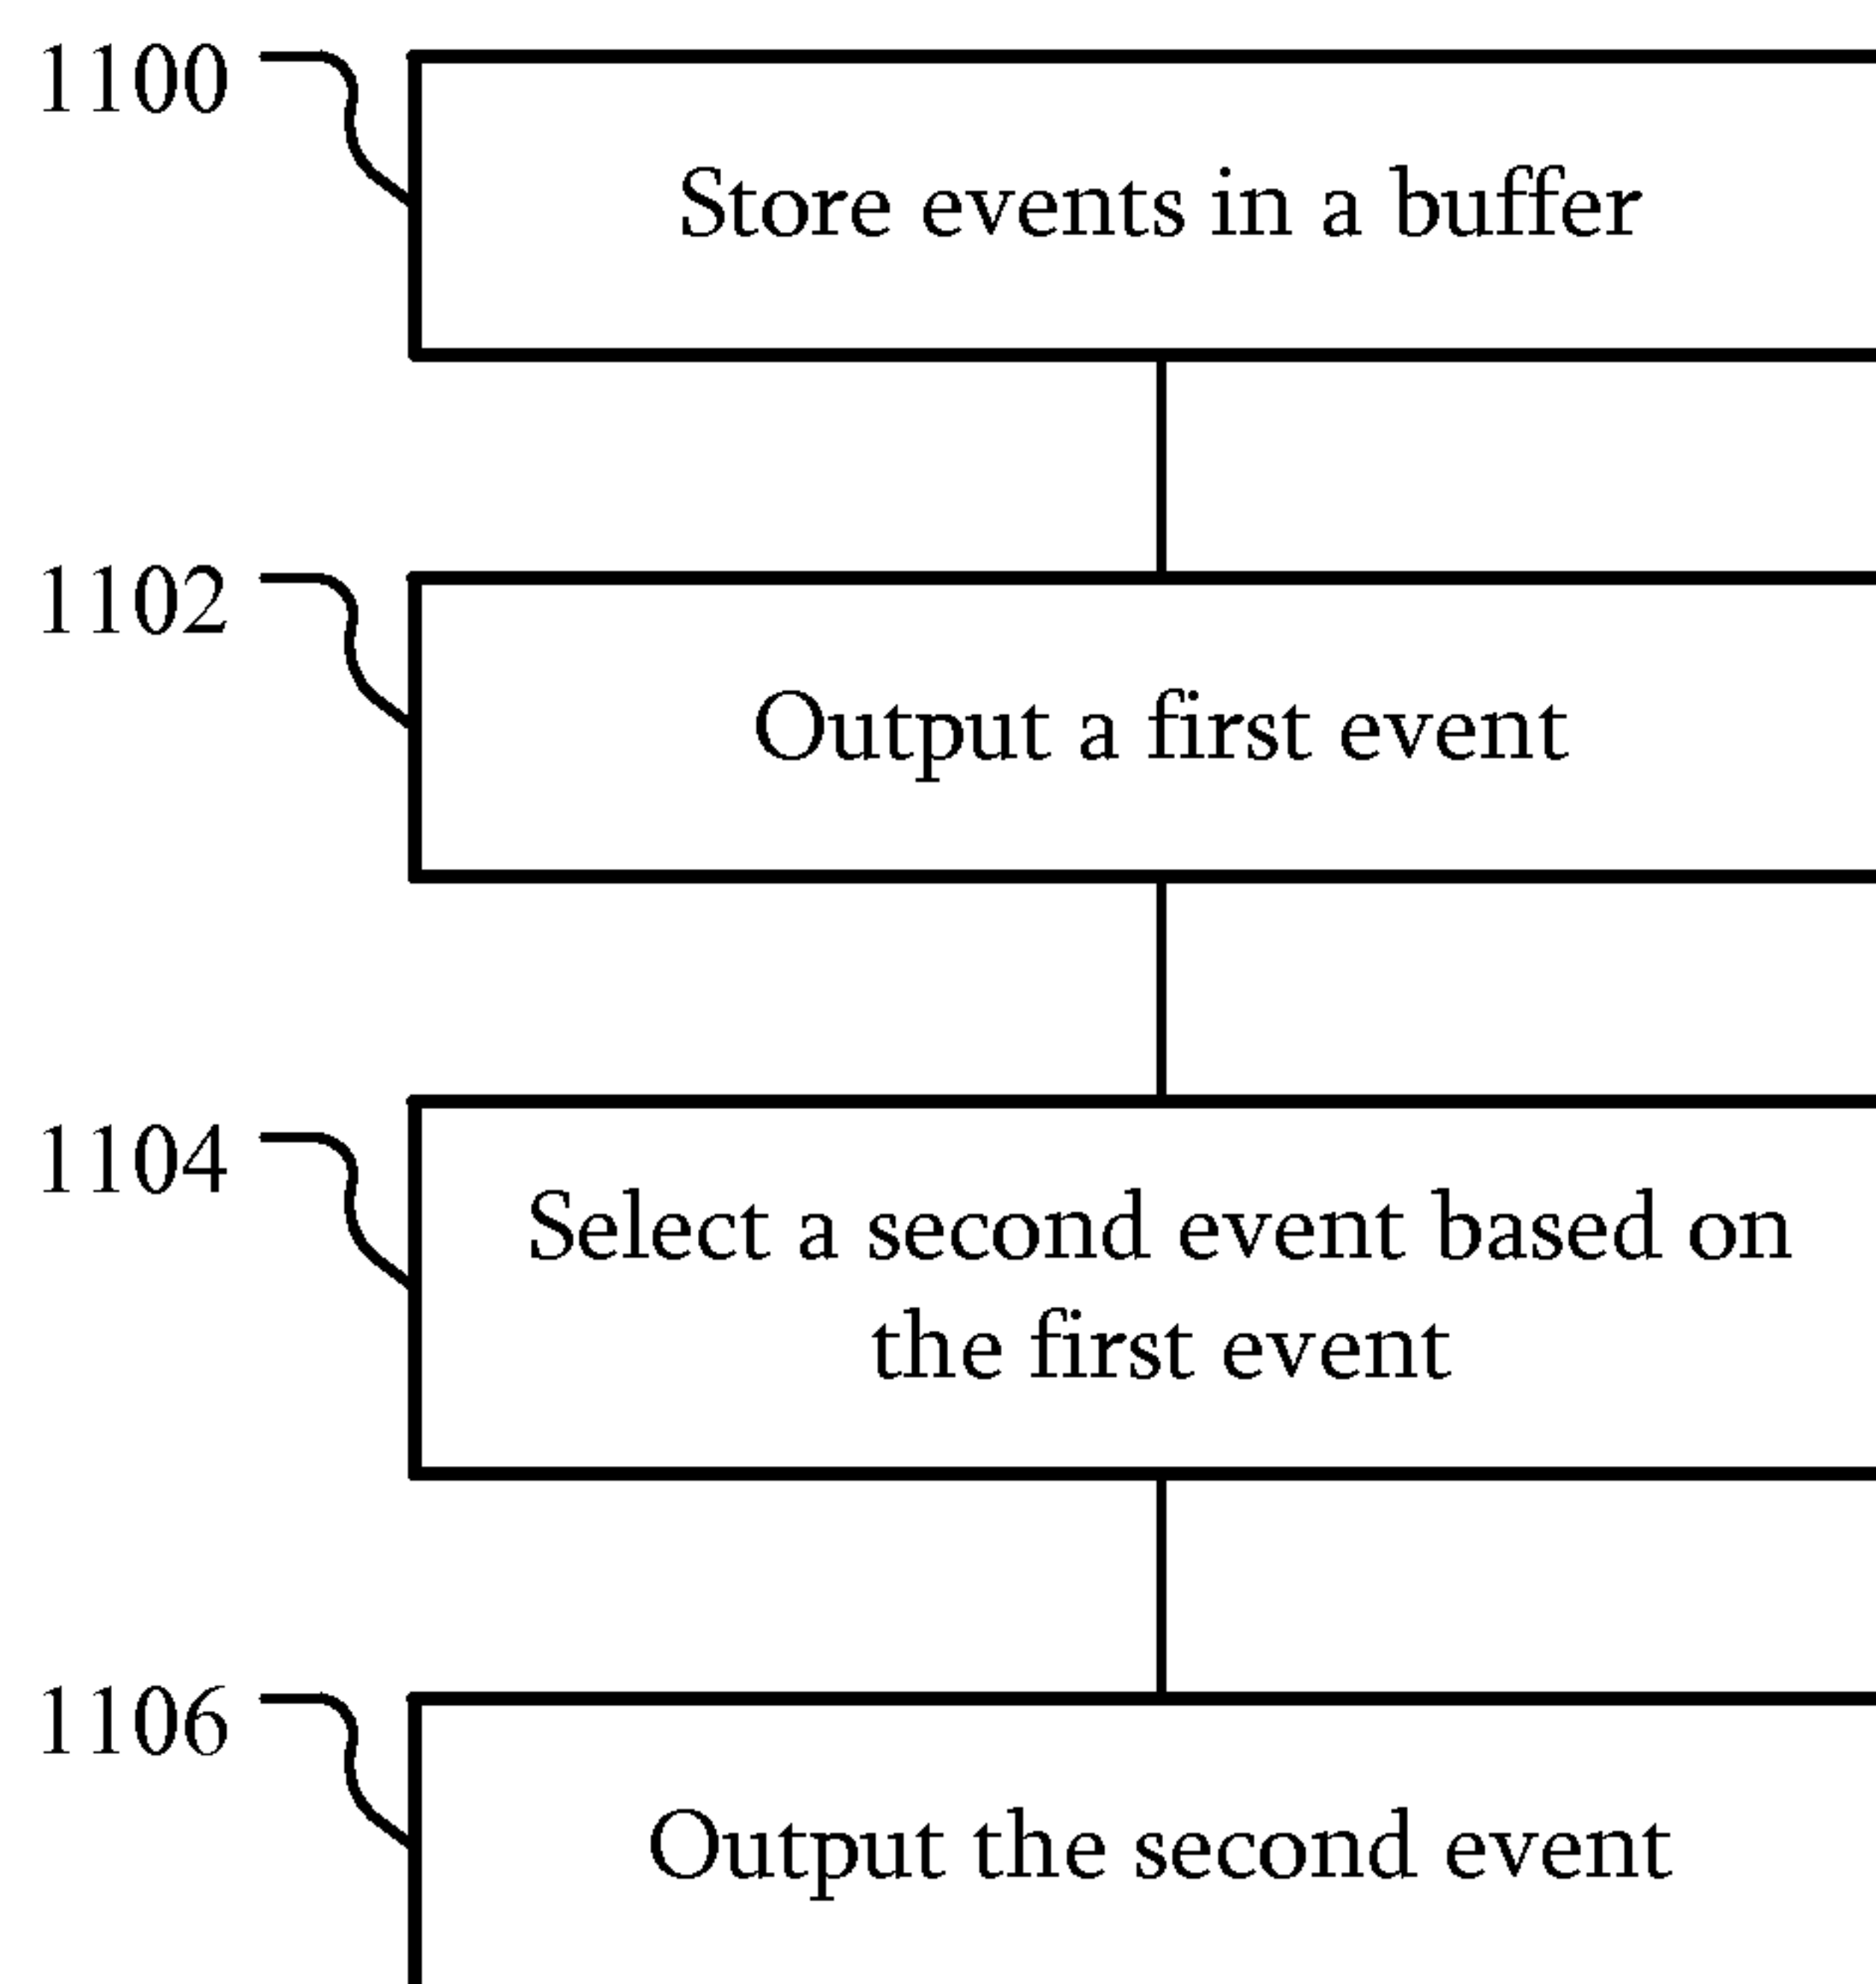 1100
Store events in a buffer
1102
Output a first event
1104
Select a second event based on
the first event
1106
Output the second event